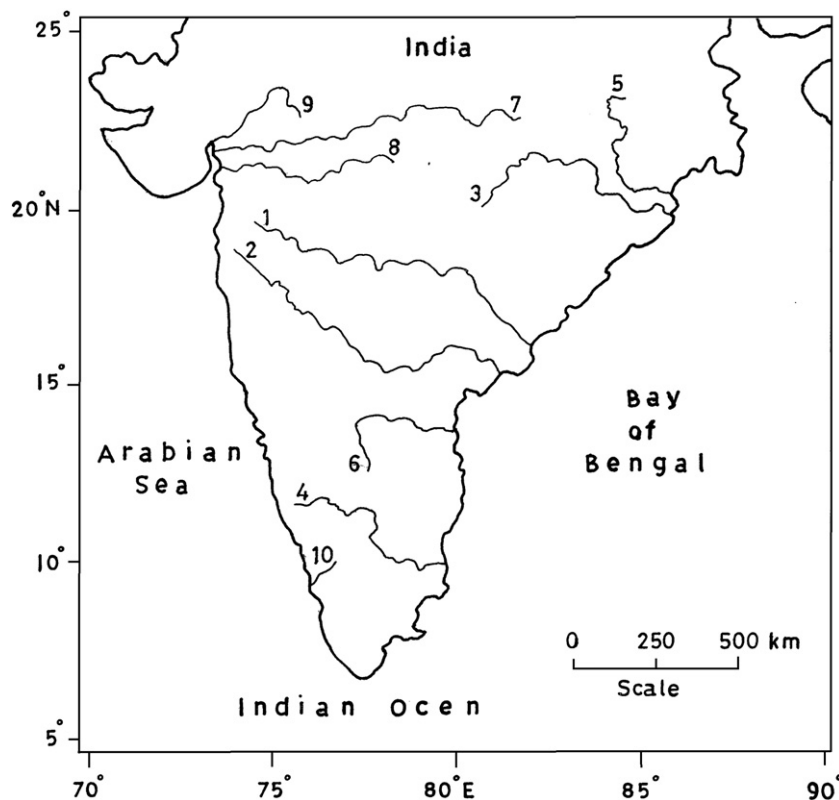 25°
India
9
7
5
8
3
20°N
1
2
15°
Bay
of
Bengal
Arabian
Sea
6
4
10
10°
0 250 500 km
Scale
Indian Ocen
5°
70° 75° 80°E 85° 90°